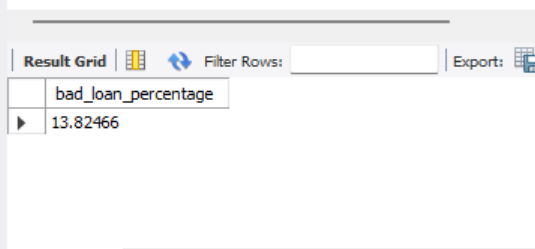 Result Grid Filter Rows: Export:
bad_loan_percentage
13.82466